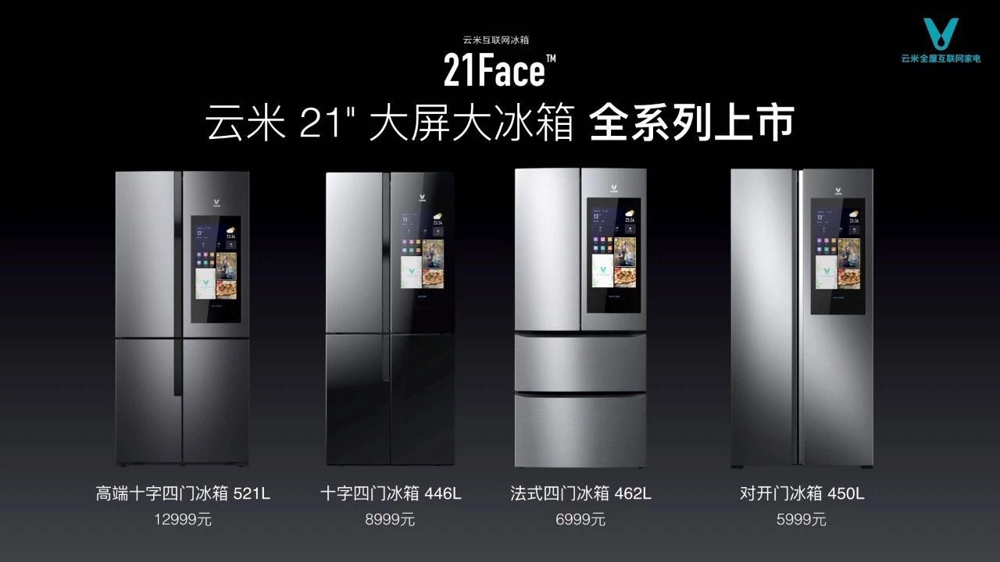 云米互联网冰箱
21Face™
云米 21" 大屏大冰箱 全系列上市
云米全屋互联网家电
高端十字四门冰箱 521L
12999元
十字四门冰箱 446L
8999元
法式四门冰箱 462L
6999元
对开门冰箱 450L
5999元